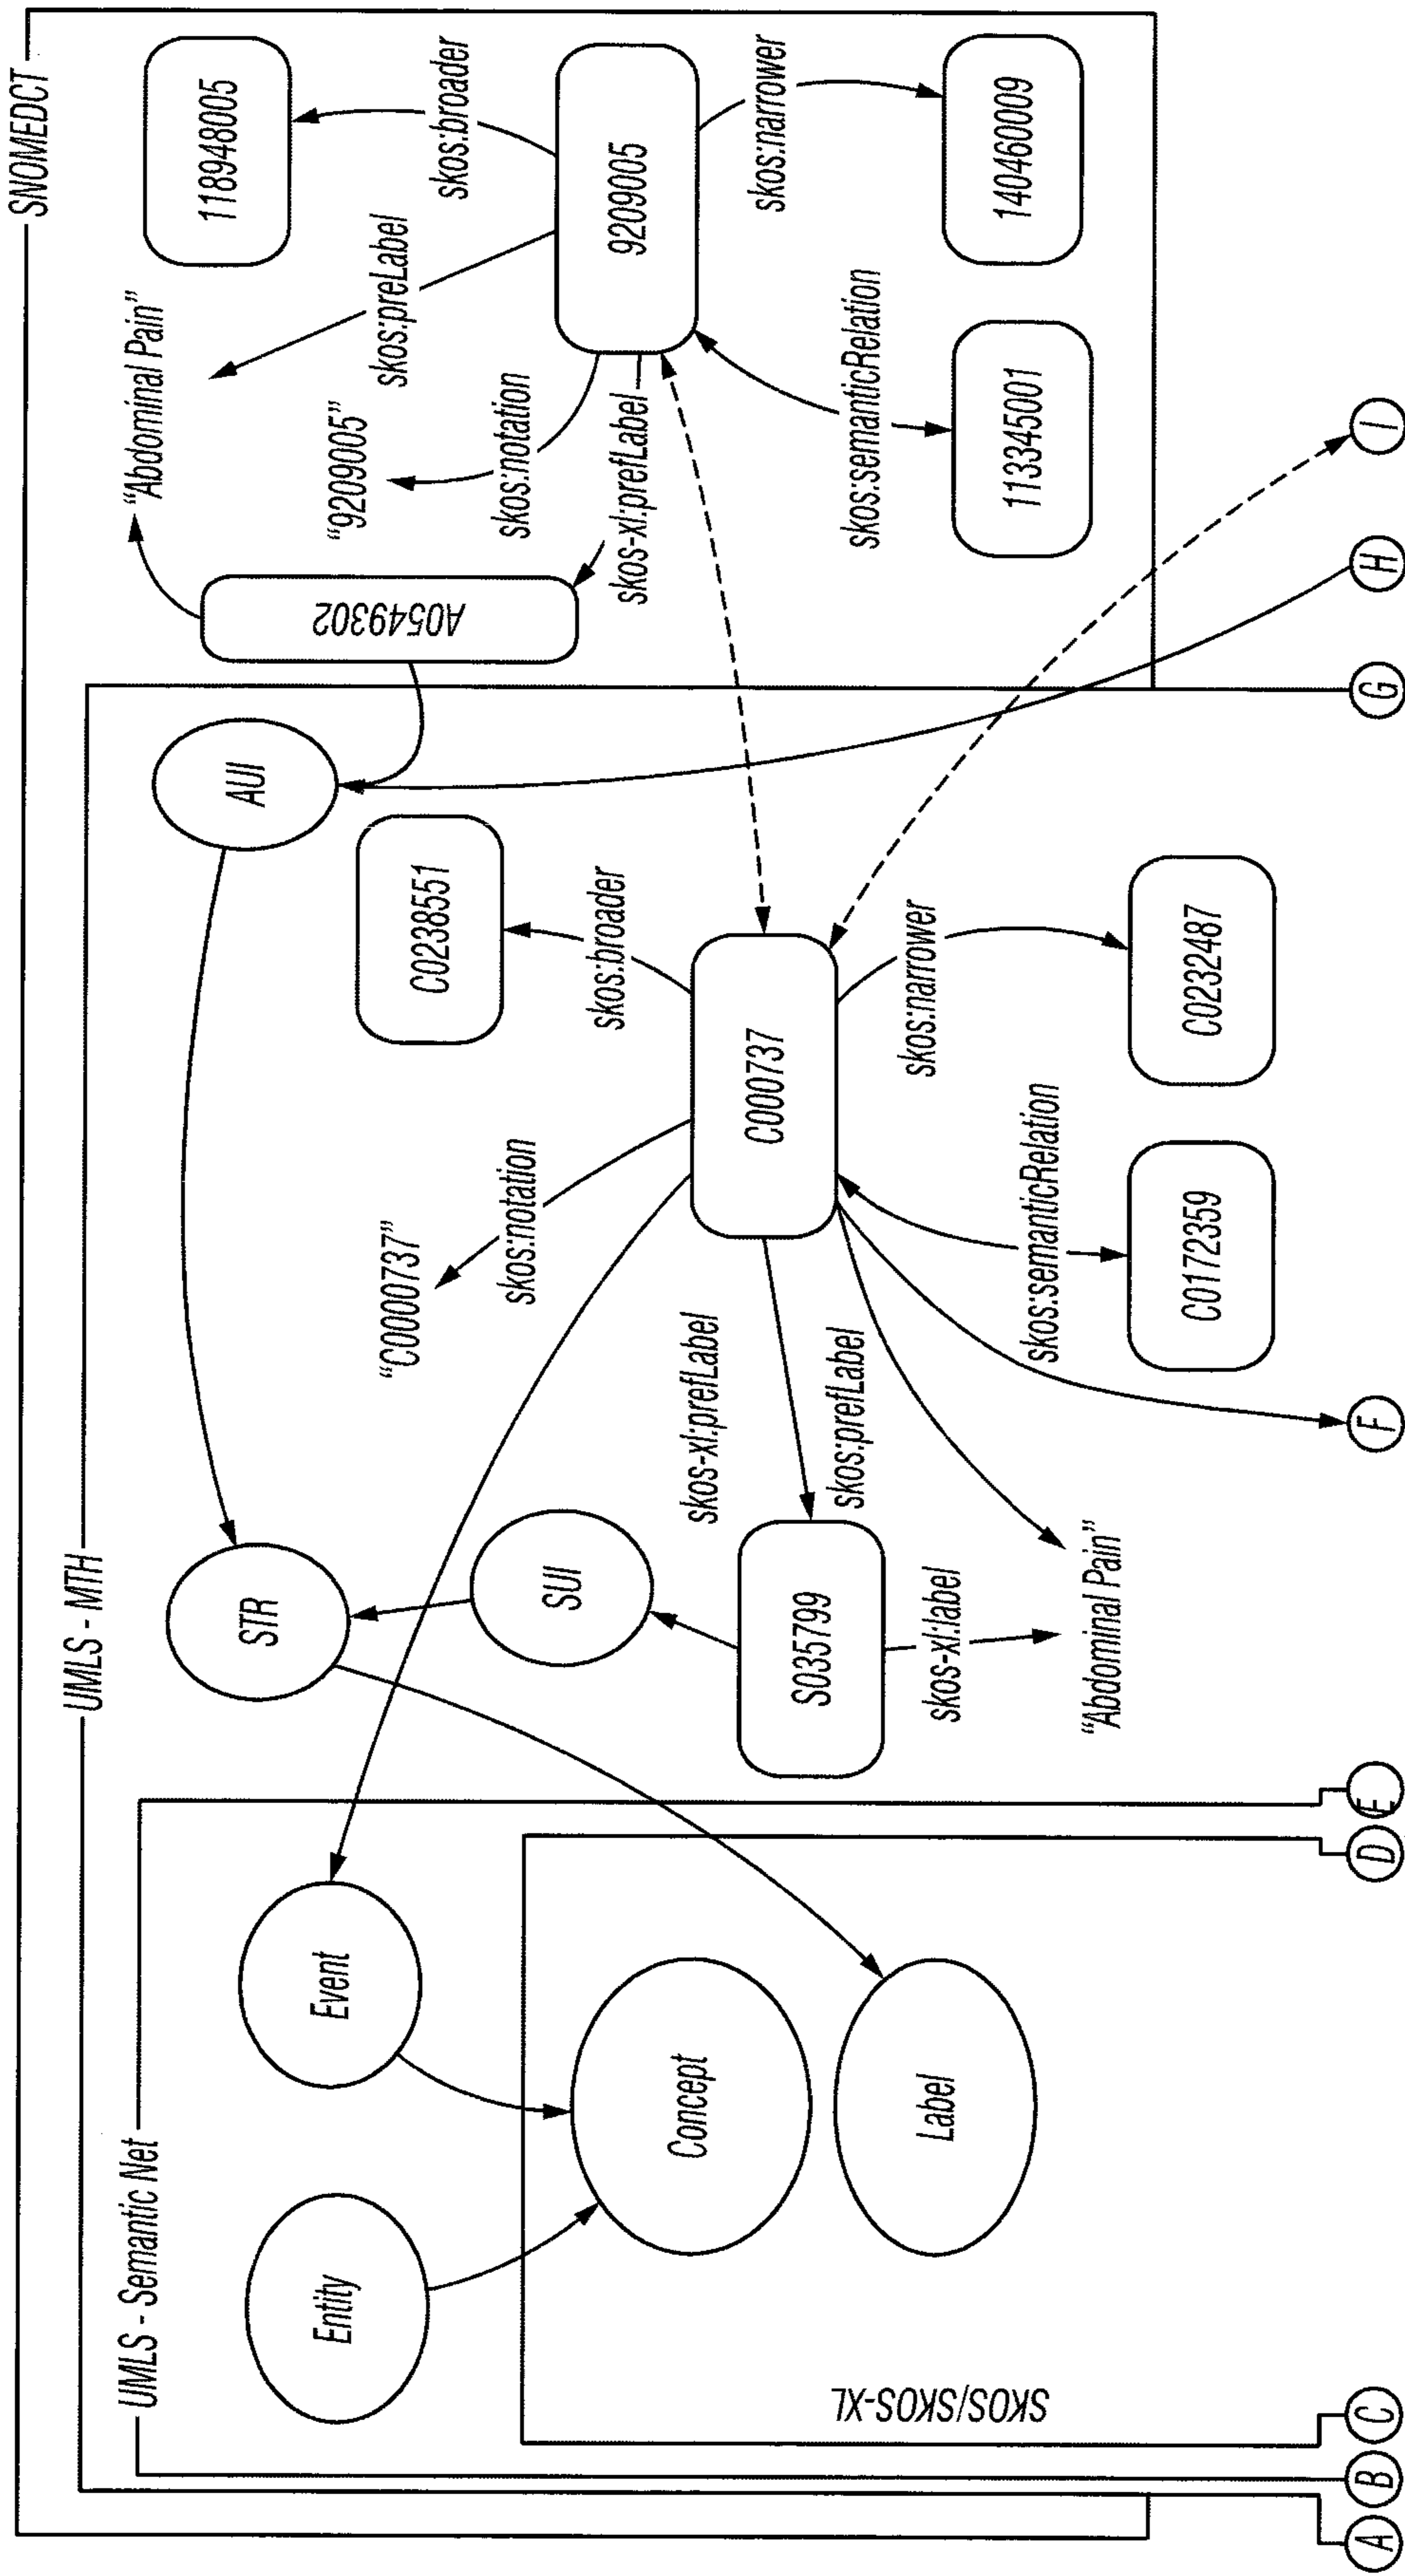 SNOMEDCT
UMLS - MTH
UMLS - Semantic Net
SKOS/SKOS-XL
Entity
Event
Concept
Label
STR
SUI
AUI
S035799
skos-xl:label
"Abdominal Pain"
skos-xl:prefLabel
skos:prefLabel
"C000737"
skos:notation
C000737
skos:broader
C0238551
skos:semanticRelation
C0172359
skos:narrower
C0232487
A0549302
"Abdominal Pain"
"9209005"
skos:notation
skos-xl:prefLabel
skos:preLabel
9209005
skos:broader
118948005
skos:semanticRelation
113345001
skos:narrower
140460009
A
B
C
D
E
F
G
H
I